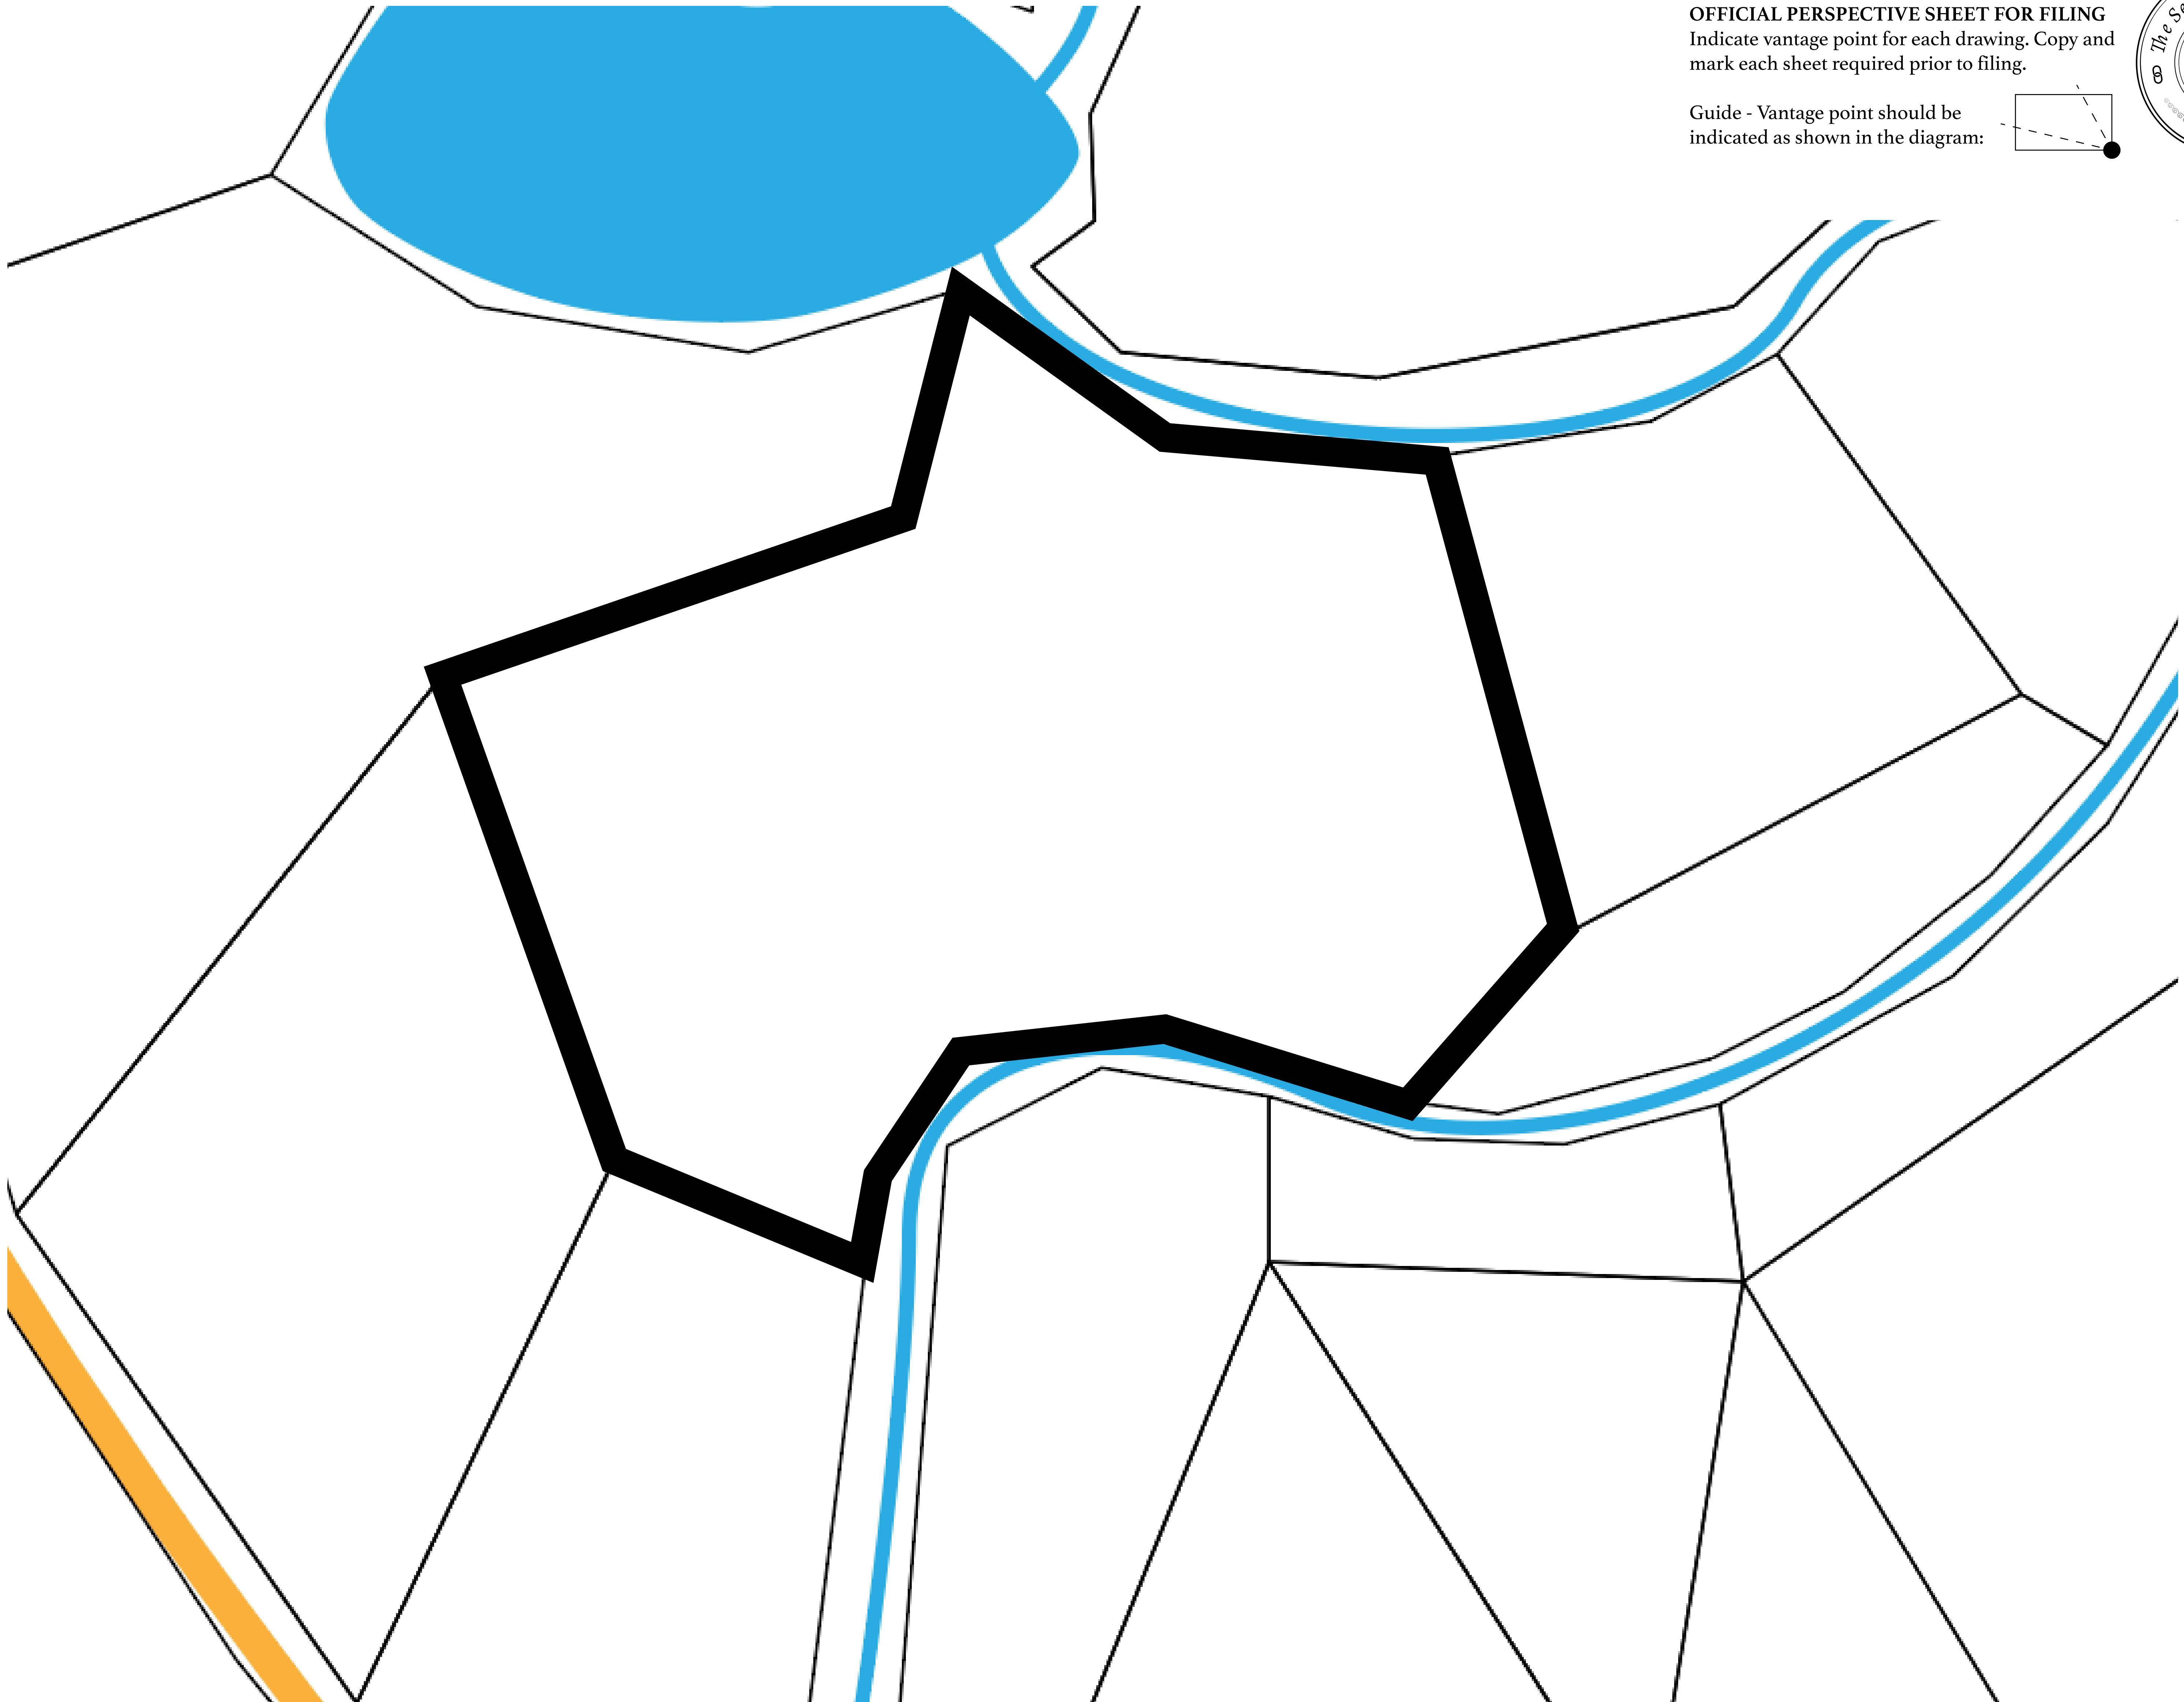 OFFICIAL PERSPECTIVE SHEET FOR FILING
Indicate vantage point for each drawing. Copy and
mark each sheet required prior to filing.
Guide - Vantage point should be
indicated as shown in the diagram:
The